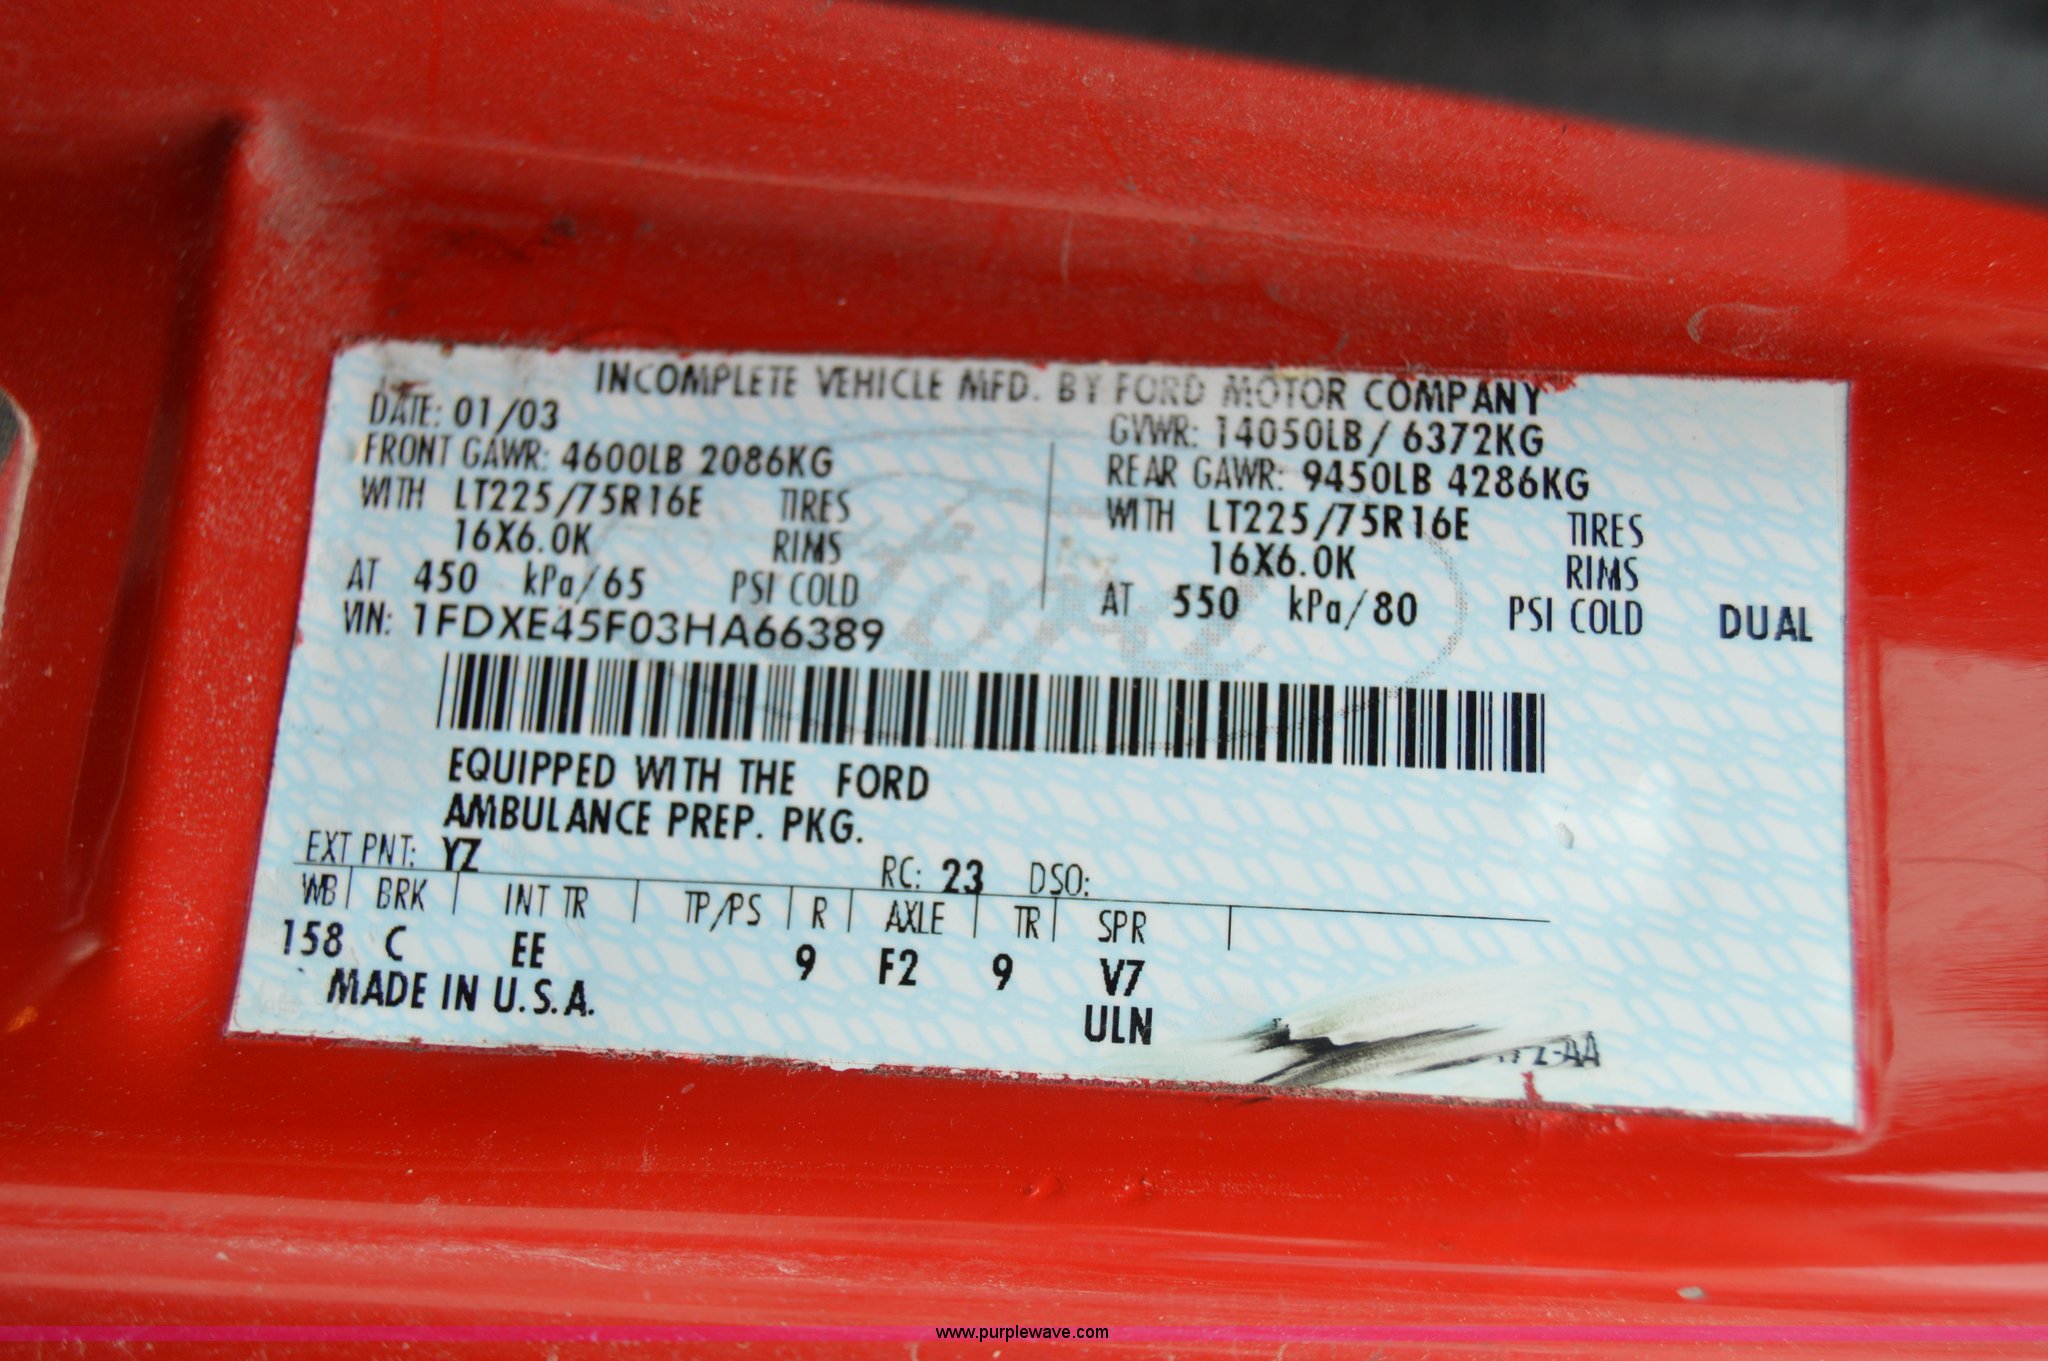 INCOMPLETE VEHICLE MFD. BY FORD MOTOR COMPANY
DATE: 01/03 GVWR: 14050LB/ 6372KG
FRONT GAWR: 4600LB 2086KG REAR GAWR: 9450LB 4286KG
WITH LT225/75R16E TIRES WITH LT225/75R16E TIRES
16X6.0K RIMS 16X6.0K RIMS
AT 450 kPa/65 PSI COLD AT 550 kPa/80 PSI COLD DUAL
VIN: 1FDXE45F03HA66389
Ford
EQUIPPED WITH THE FORD
AMBULANCE PREP. PKG.
EXT PNT: YZ RC: 23 DSO:
WB BRK INT TR TP/PS R AXLE TR SPR
158 C EE 9 F2 9 V7
MADE IN U.S.A. ULN
www.purplewave.com